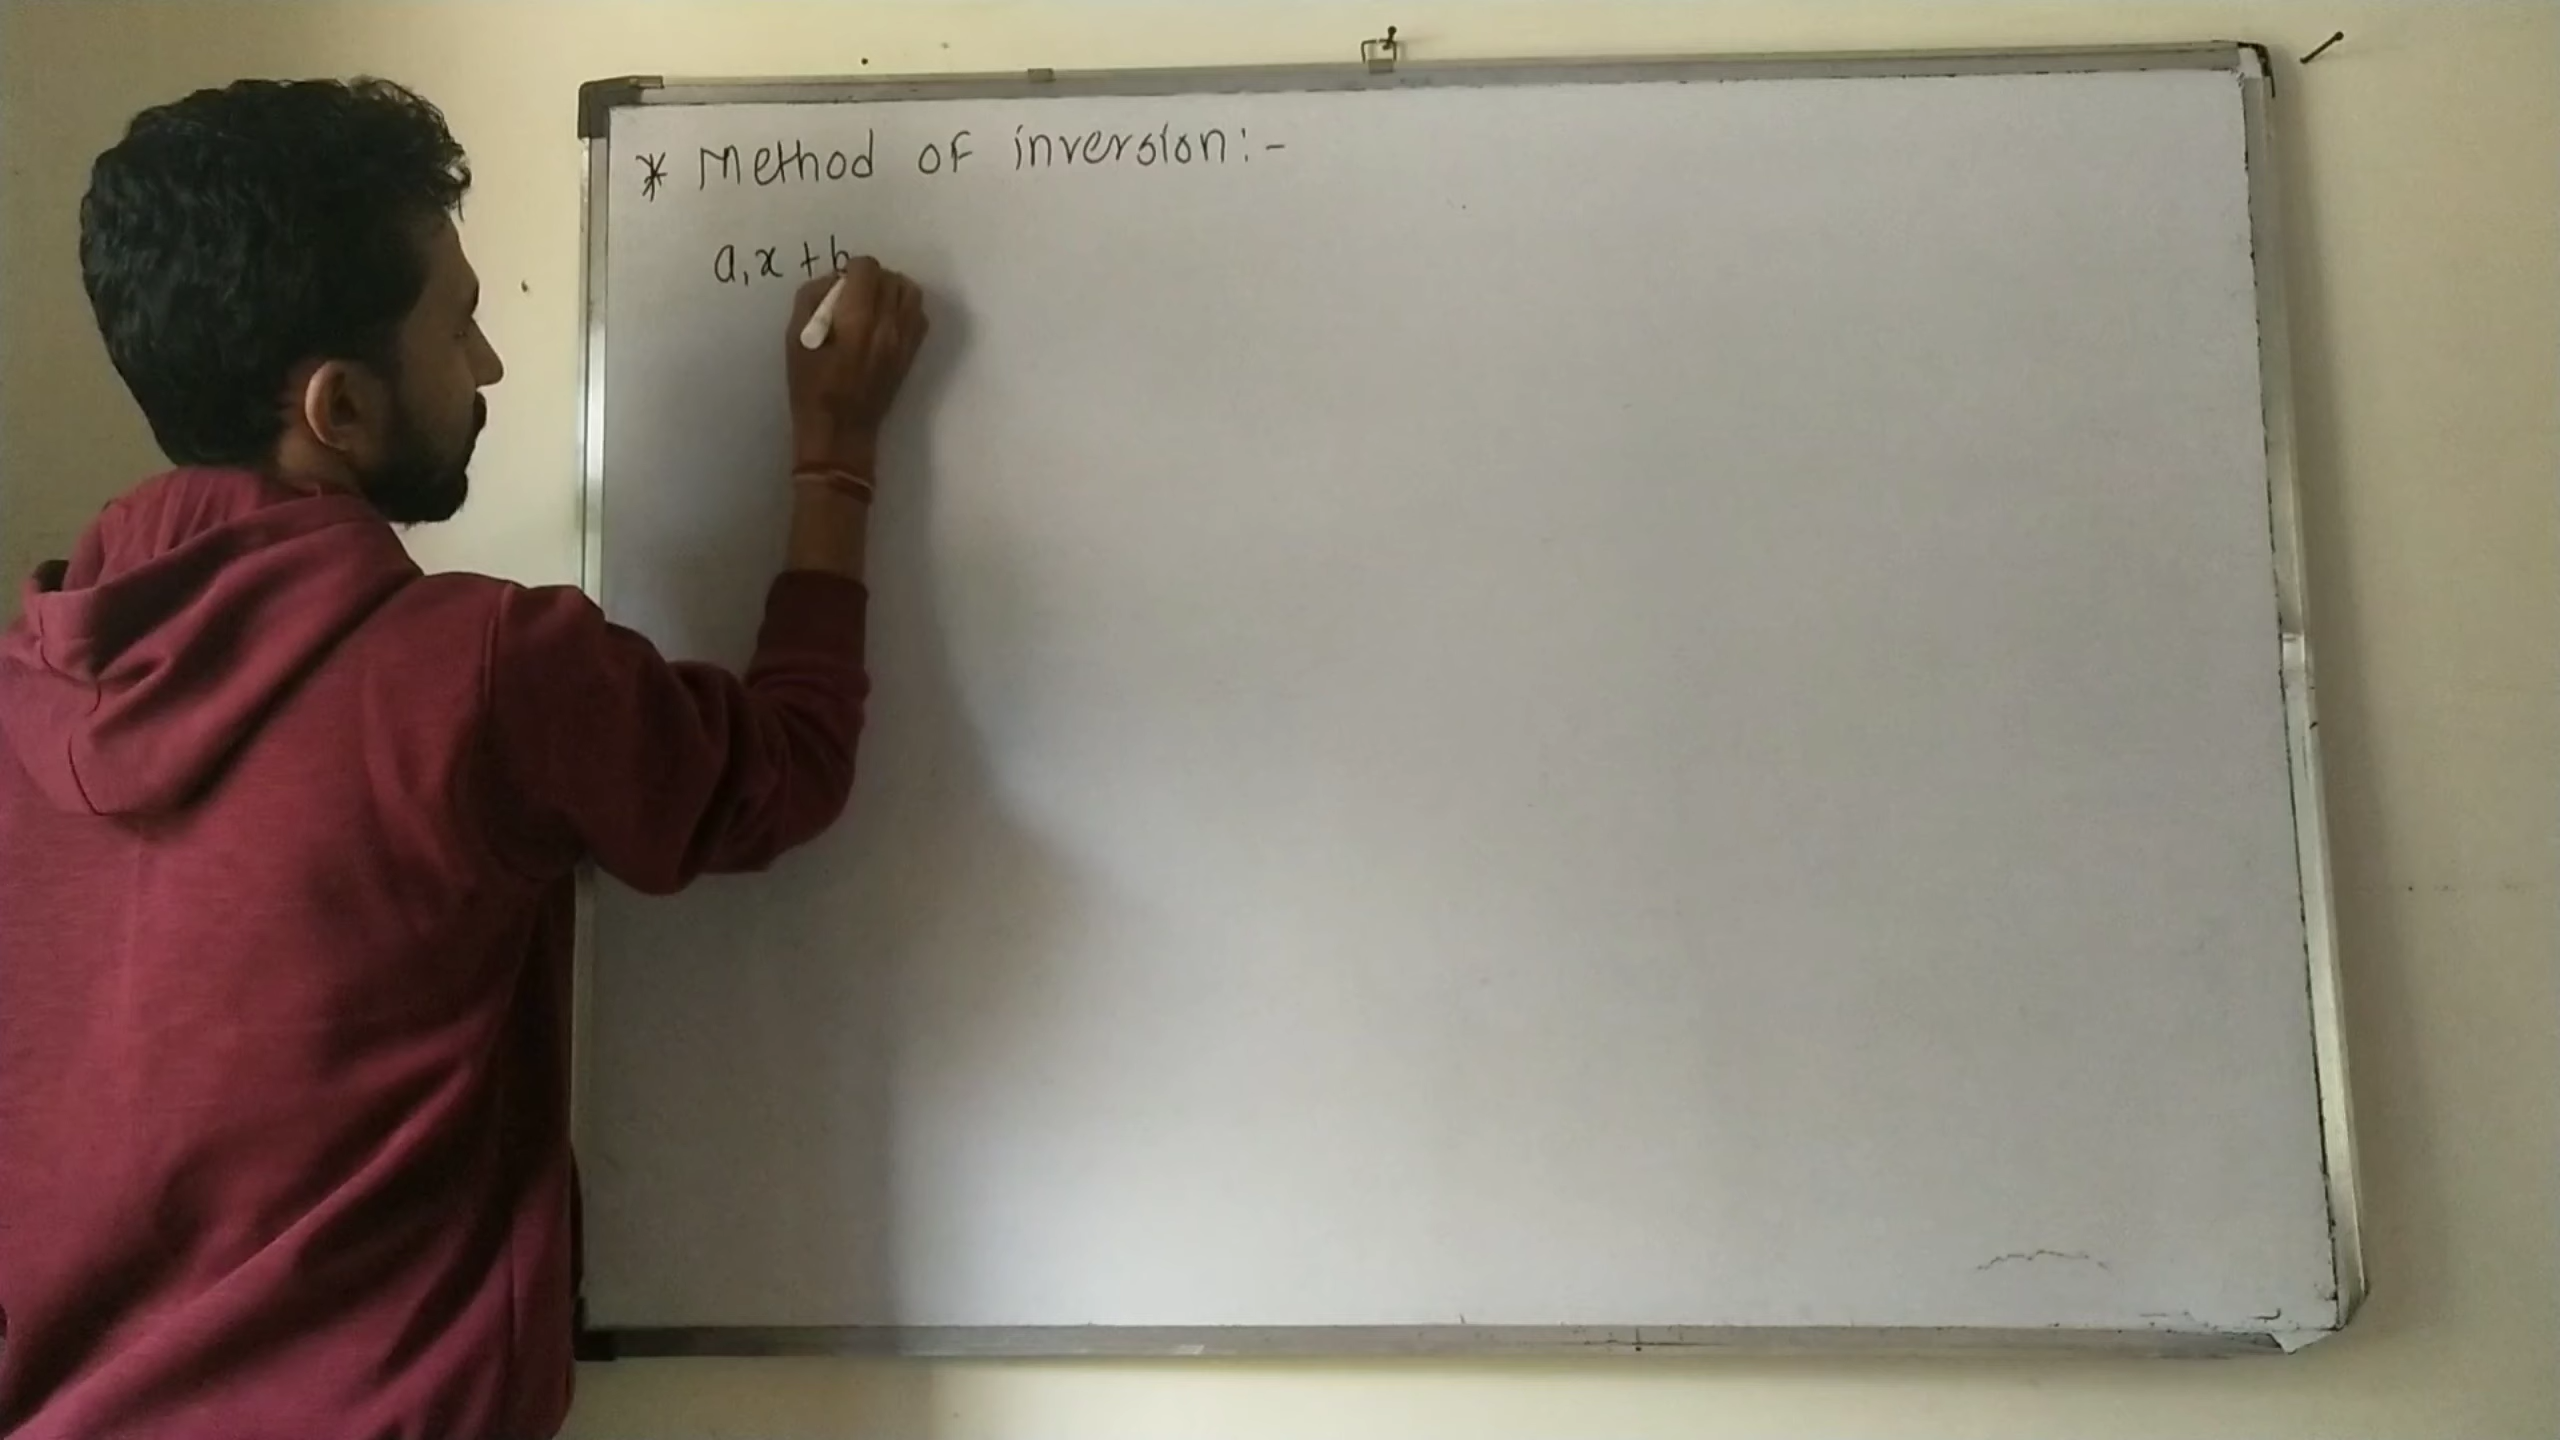 * Method of inversion:-
a₁x + b